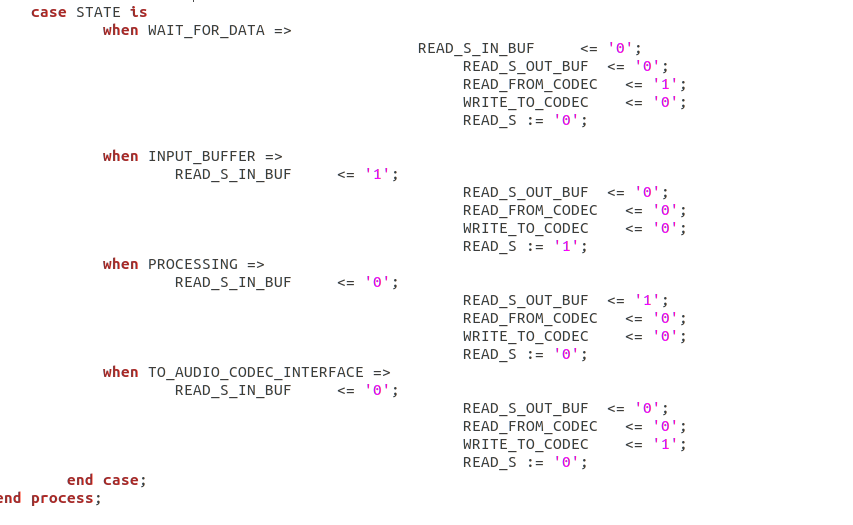 case STATE is
when WAIT_FOR_DATA =>
READ_S_IN_BUF <= '0';
READ_S_OUT_BUF <= '0';
READ_FROM_CODEC <= '1';
WRITE_TO_CODEC <= '0';
READ_S := '0';
when INPUT_BUFFER =>
READ_S_IN_BUF <= '1';
READ_S_OUT_BUF <= '0';
READ_FROM_CODEC <= '0';
WRITE_TO_CODEC <= '0';
READ_S := '1';
when PROCESSING =>
READ_S_IN_BUF <= '0';
READ_S_OUT_BUF <= '1';
READ_FROM_CODEC <= '0';
WRITE_TO_CODEC <= '0';
READ_S := '0';
when TO_AUDIO_CODEC_INTERFACE =>
READ_S_IN_BUF <= '0';
READ_S_OUT_BUF <= '0';
READ_FROM_CODEC <= '0';
WRITE_TO_CODEC <= '1';
READ_S := '0';
end case;
end process;